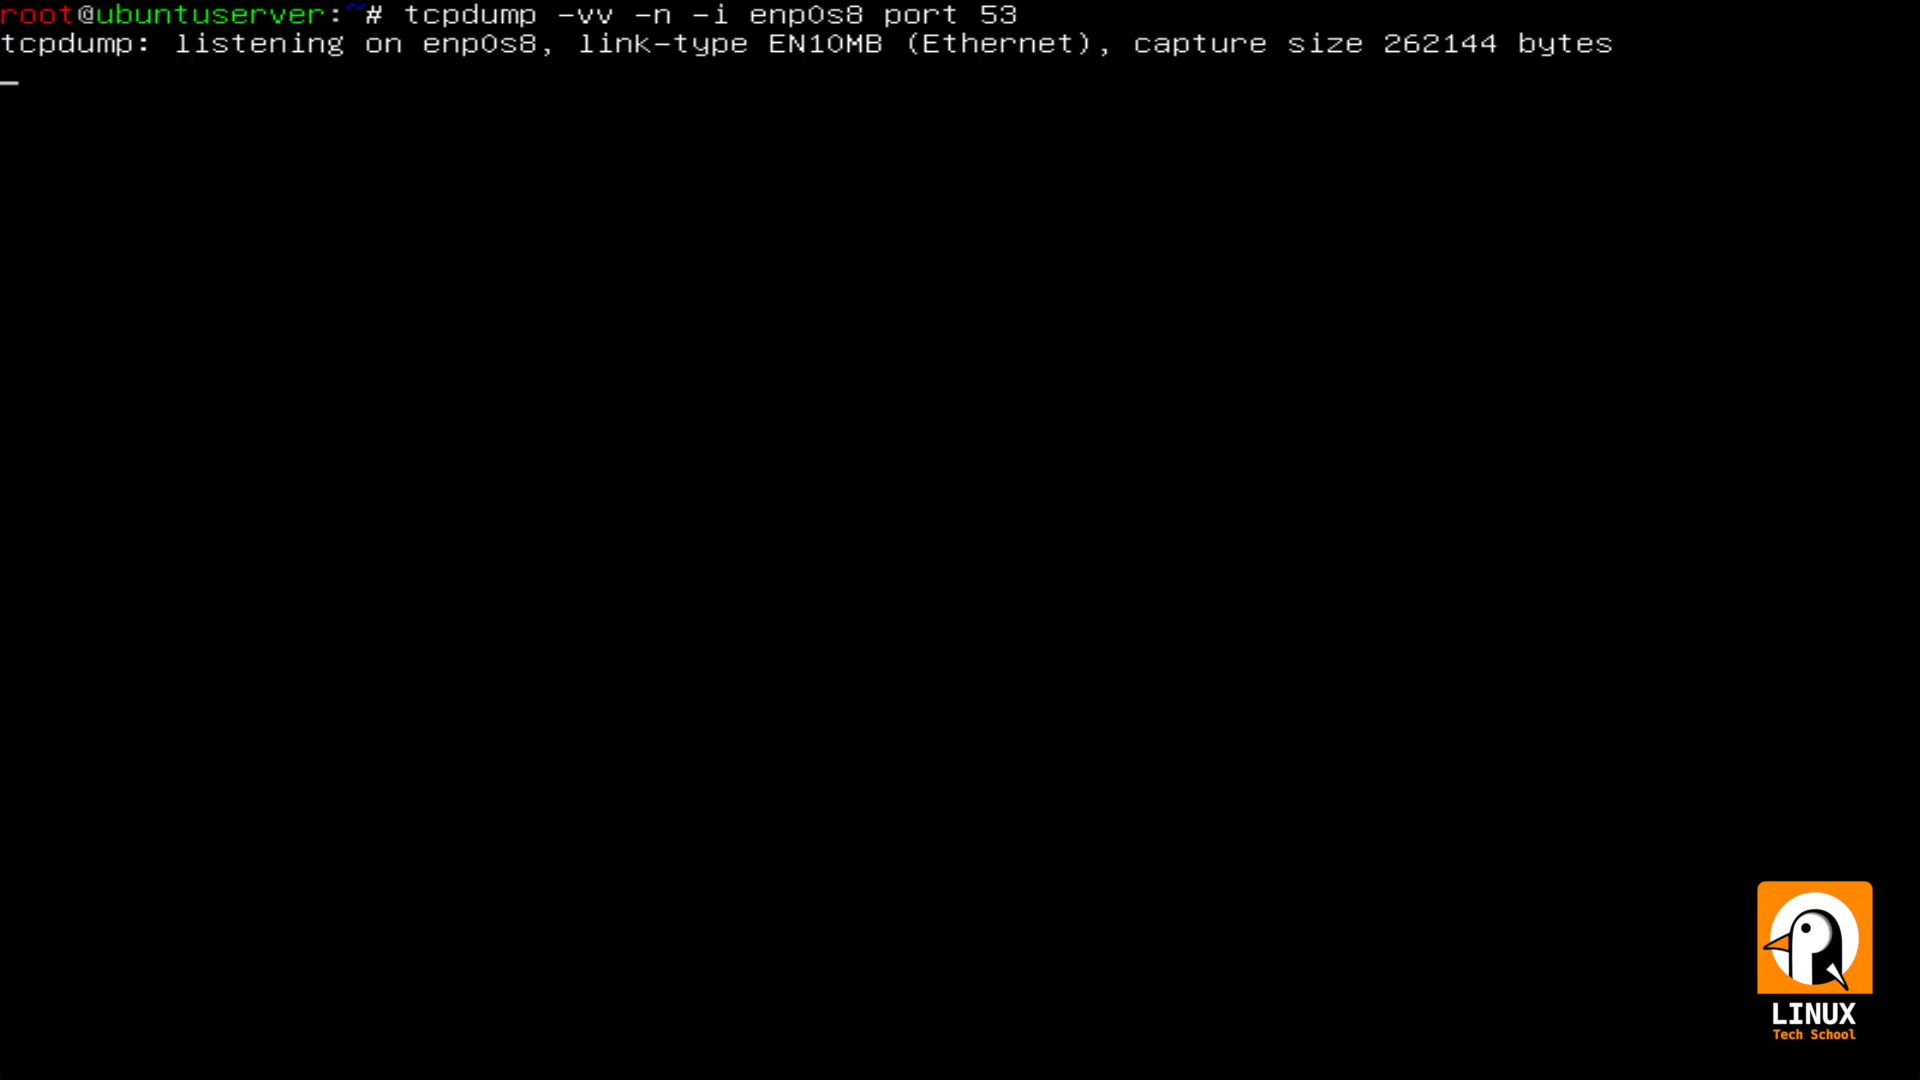 root@ubuntuserver:~# tcpdump -vv -n -i enp0s8 port 53
tcpdump: listening on enp0s8, link-type EN10MB (Ethernet), capture size 262144 bytes
LINUX
Tech School